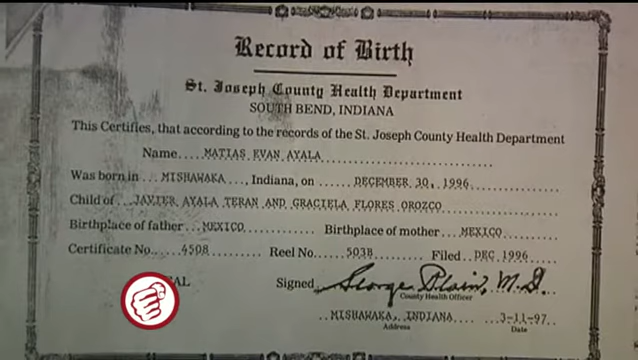 Record of Birth
St. Joseph County Health Department
SOUTH BEND, INDIANA
This Certifies, that according to the records of the St. Joseph County Health Department
Name....MATIAS EVAN AYALA
Was born in...MISHAWAKA..., Indaina, on......DECEMBER 30, 1996
Child of...JAVIER AYALA TERAN AND GRACIELA FLORES OROZCO
Birthplace of father...MEXICO Birthplace of mother...MEXICO
Certificate No....4508 Reel No....503B Filed..DEC 1996
AL Signed George Plain, M.D.
County Health Officer
..MISHAWAKA, INDIANA....3-11-97
Address Date